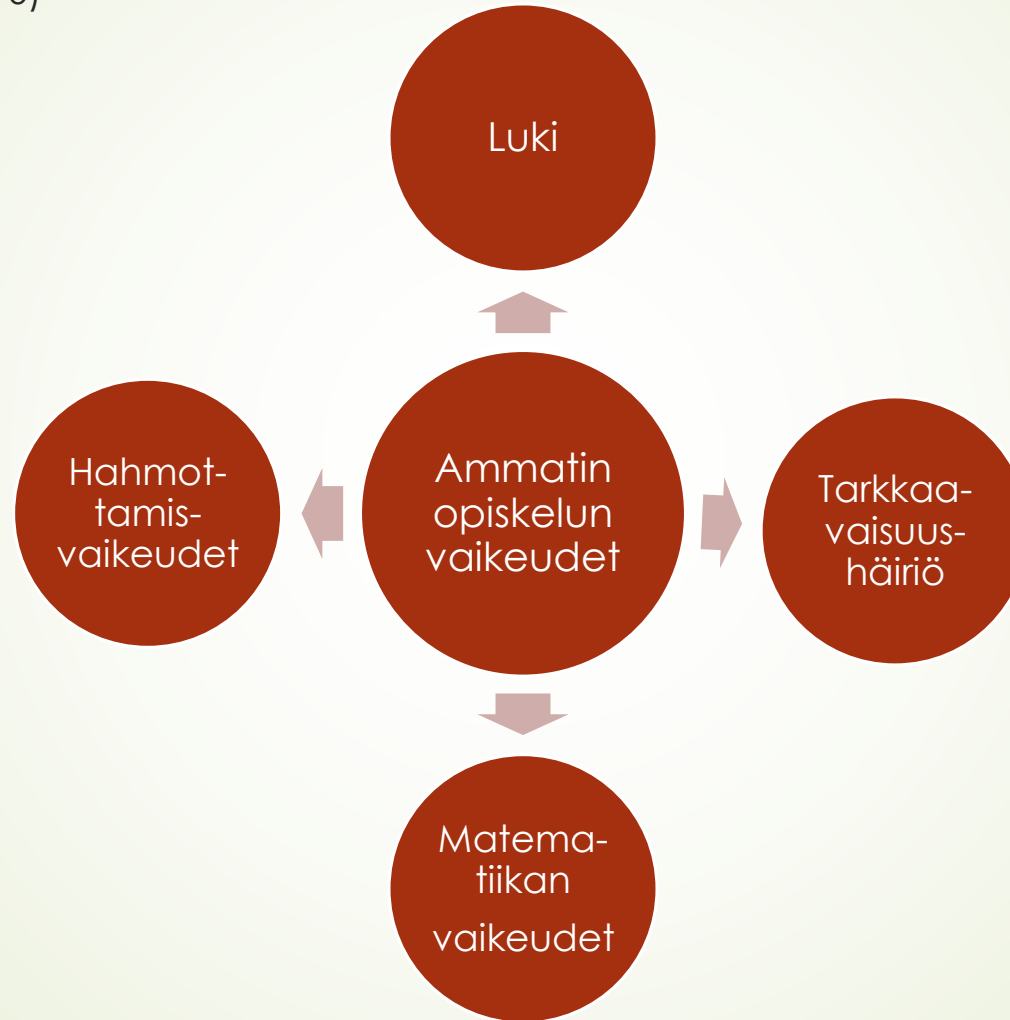 Luki
Hahmot-
tamis-
vaikeudet
Ammatin
opiskelun
vaikeudet
Tarkkaa-
vaisuus-
häiriö
Matema-
tiikan
vaikeudet